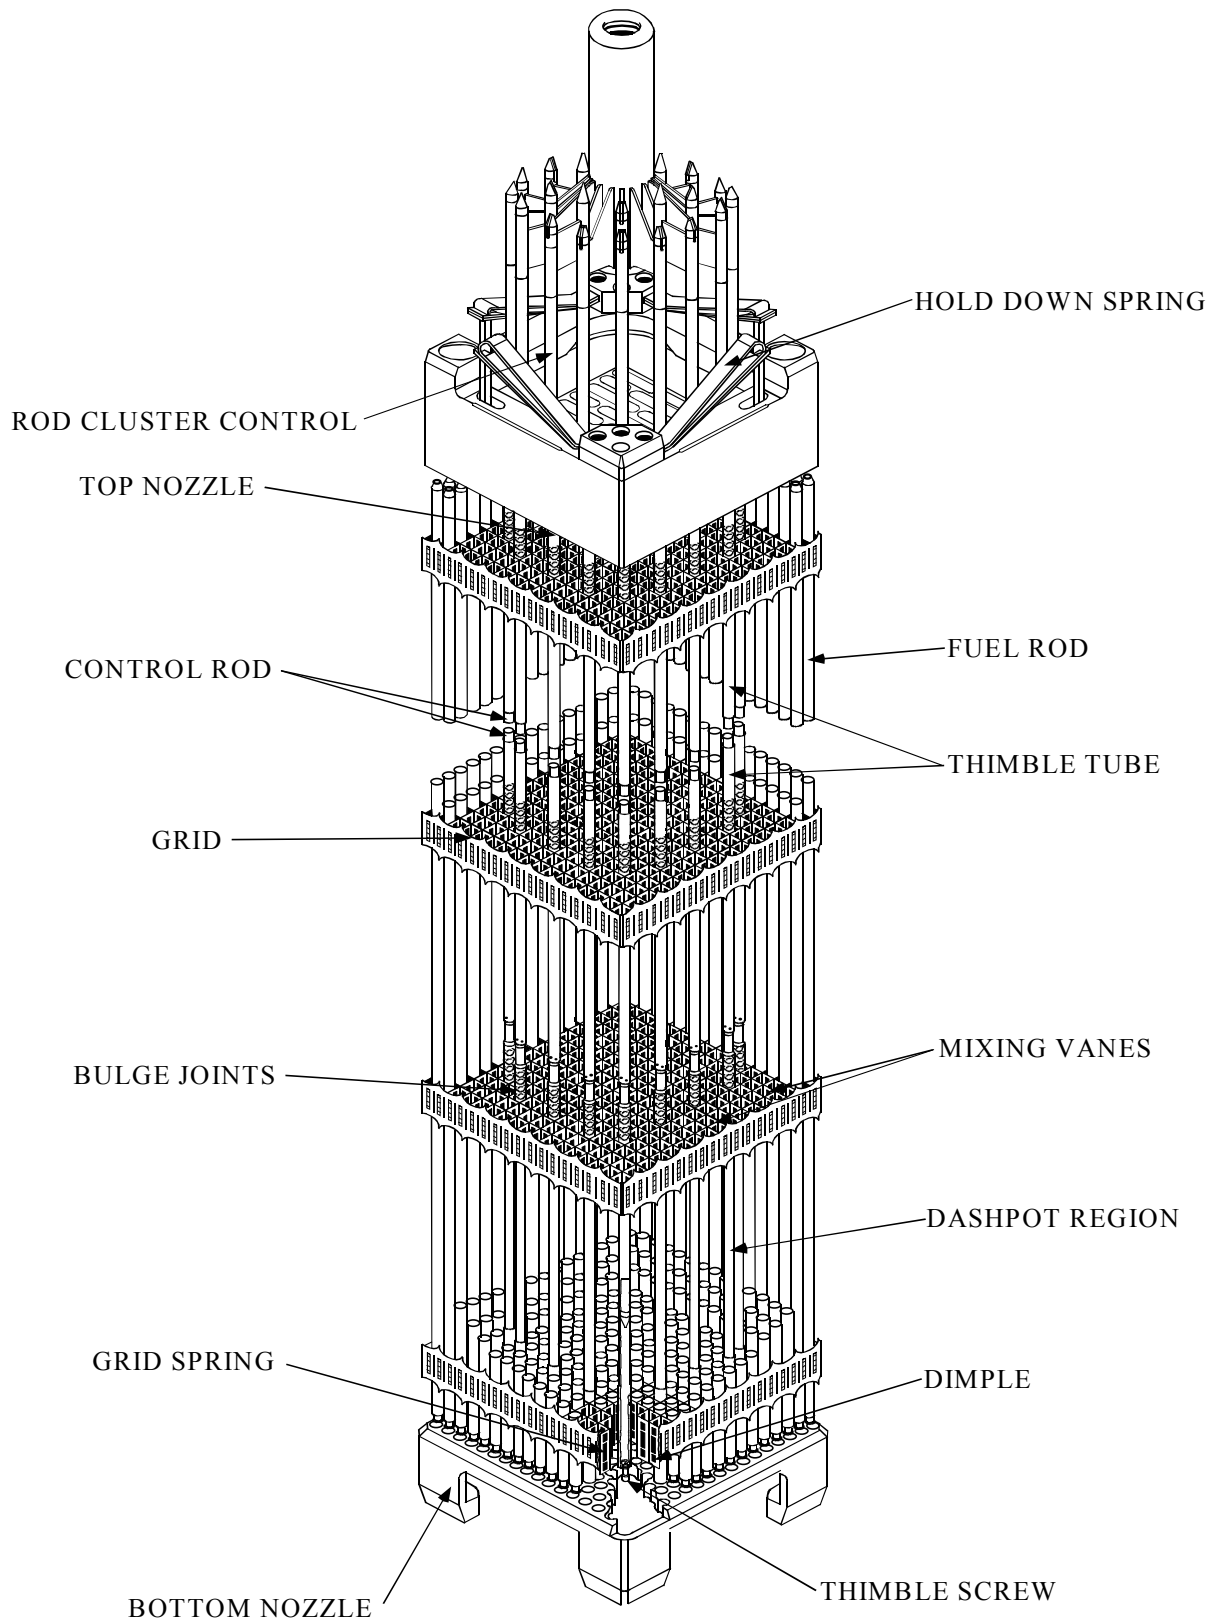 HOLD DOWN SPRING
ROD CLUSTER CONTROL
TOP NOZZLE
FUEL ROD
CONTROL ROD
THIMBLE TUBE
GRID
MIXING VANES
BULGE JOINTS
DASHPOT REGION
GRID SPRING
DIMPLE
THIMBLE SCREW
BOTTOM NOZZLE